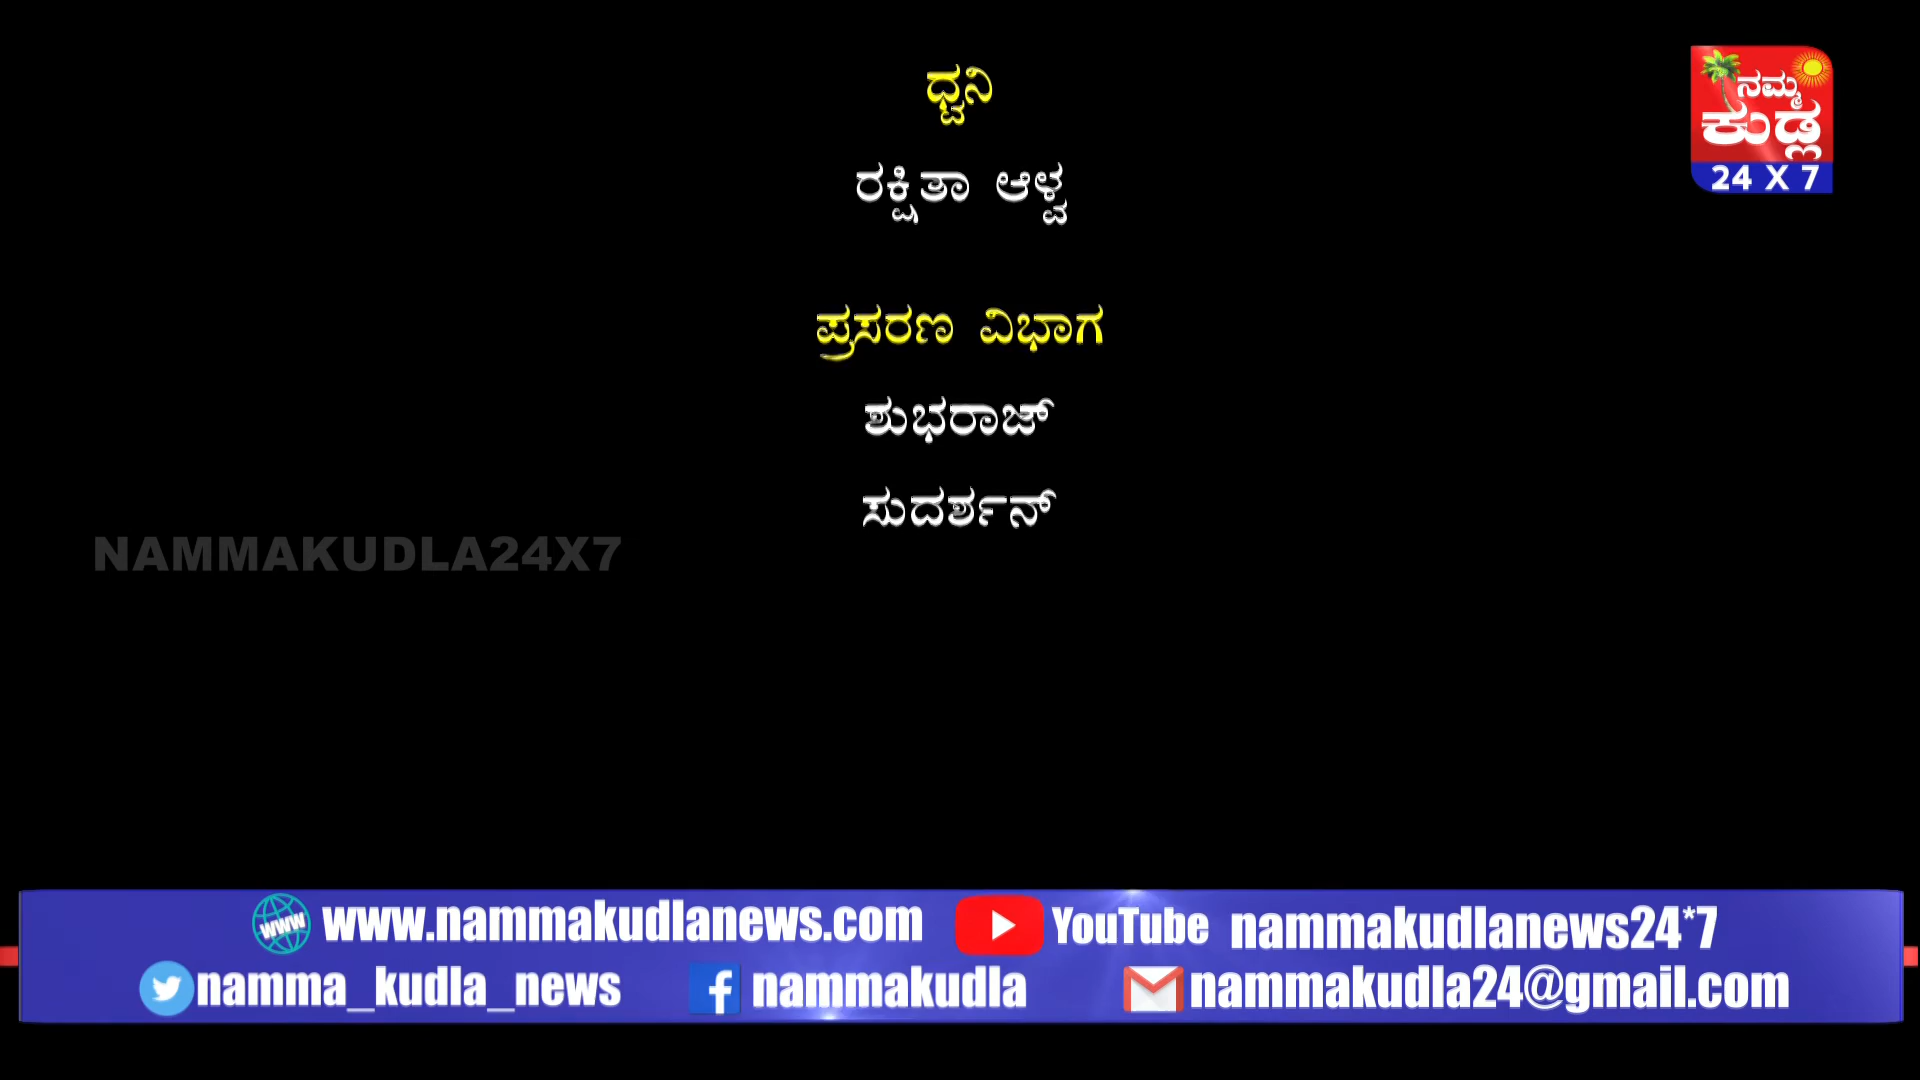 ಧ್ವನಿ
ರಕ್ಷಿತಾ ಆಳ್ವ
ಪ್ರಸರಣ ವಿಭಾಗ
ಶುಭರಾಜ್
ಸುದರ್ಶನ್
ನಮ್ಮ
ಕುಡ್ಲ
24 X 7
NAMMAKUDLA24X7
www www.nammakudlanews.com YouTube nammakudlanews24*7
namma_kudla_news nammakudla nammakudla24@gmail.com